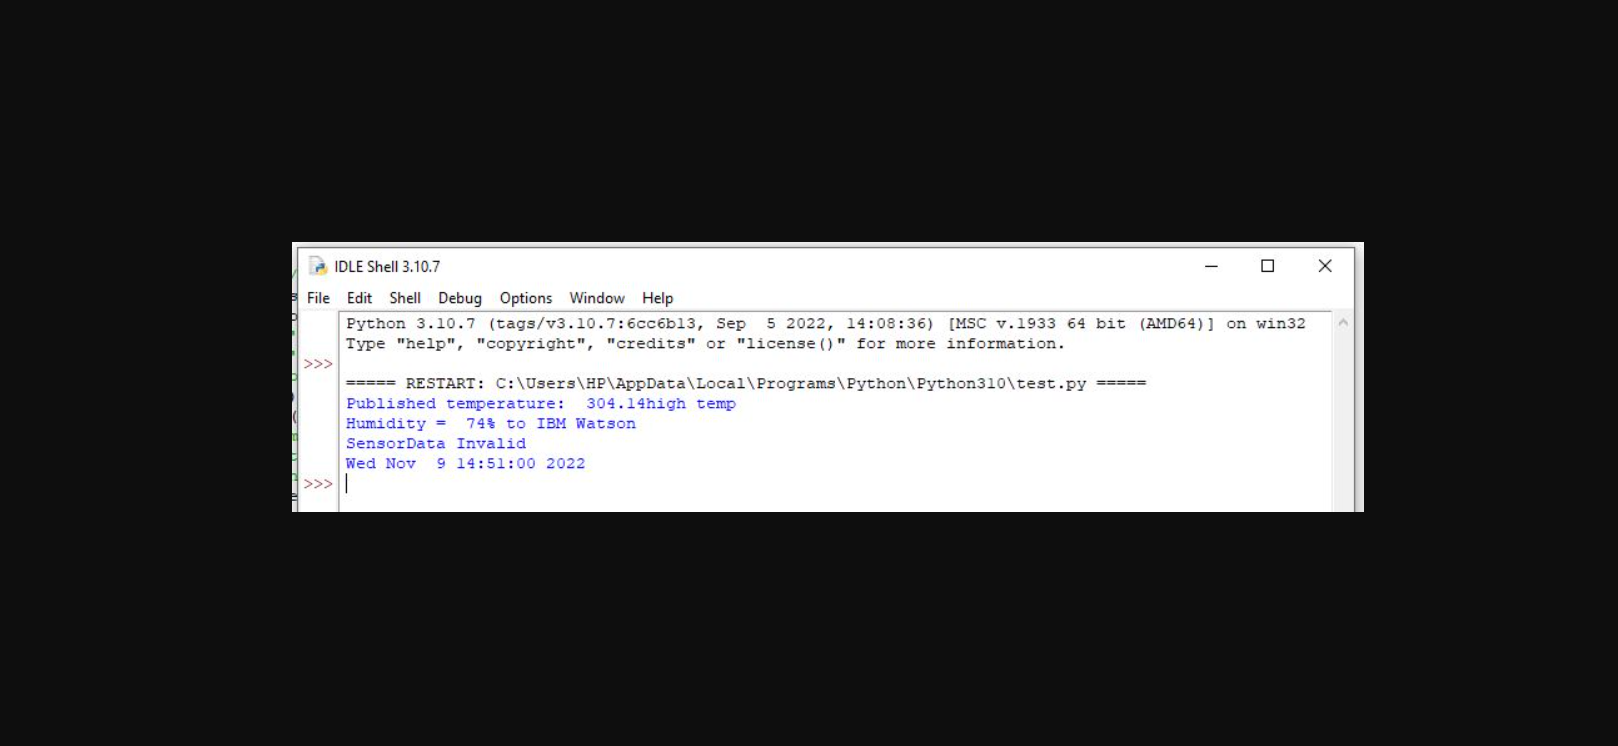 IDLE Shell 3.10.7
File Edit Shell Debug Options Window Help
Python 3.10.7 (tags/v3.10.7:6cc6b13, Sep  5 2022, 14:08:36) [MSC v.1933 64 bit (AMD64)] on win32
Type "help", "copyright", "credits" or "license()" for more information.
>>>
===== RESTART: C:\Users\HP\AppData\Local\Programs\Python\Python310\test.py =====
Published temperature:  304.14high temp
Humidity =  74% to IBM Watson
SensorData Invalid
Wed Nov  9 14:51:00 2022
>>>